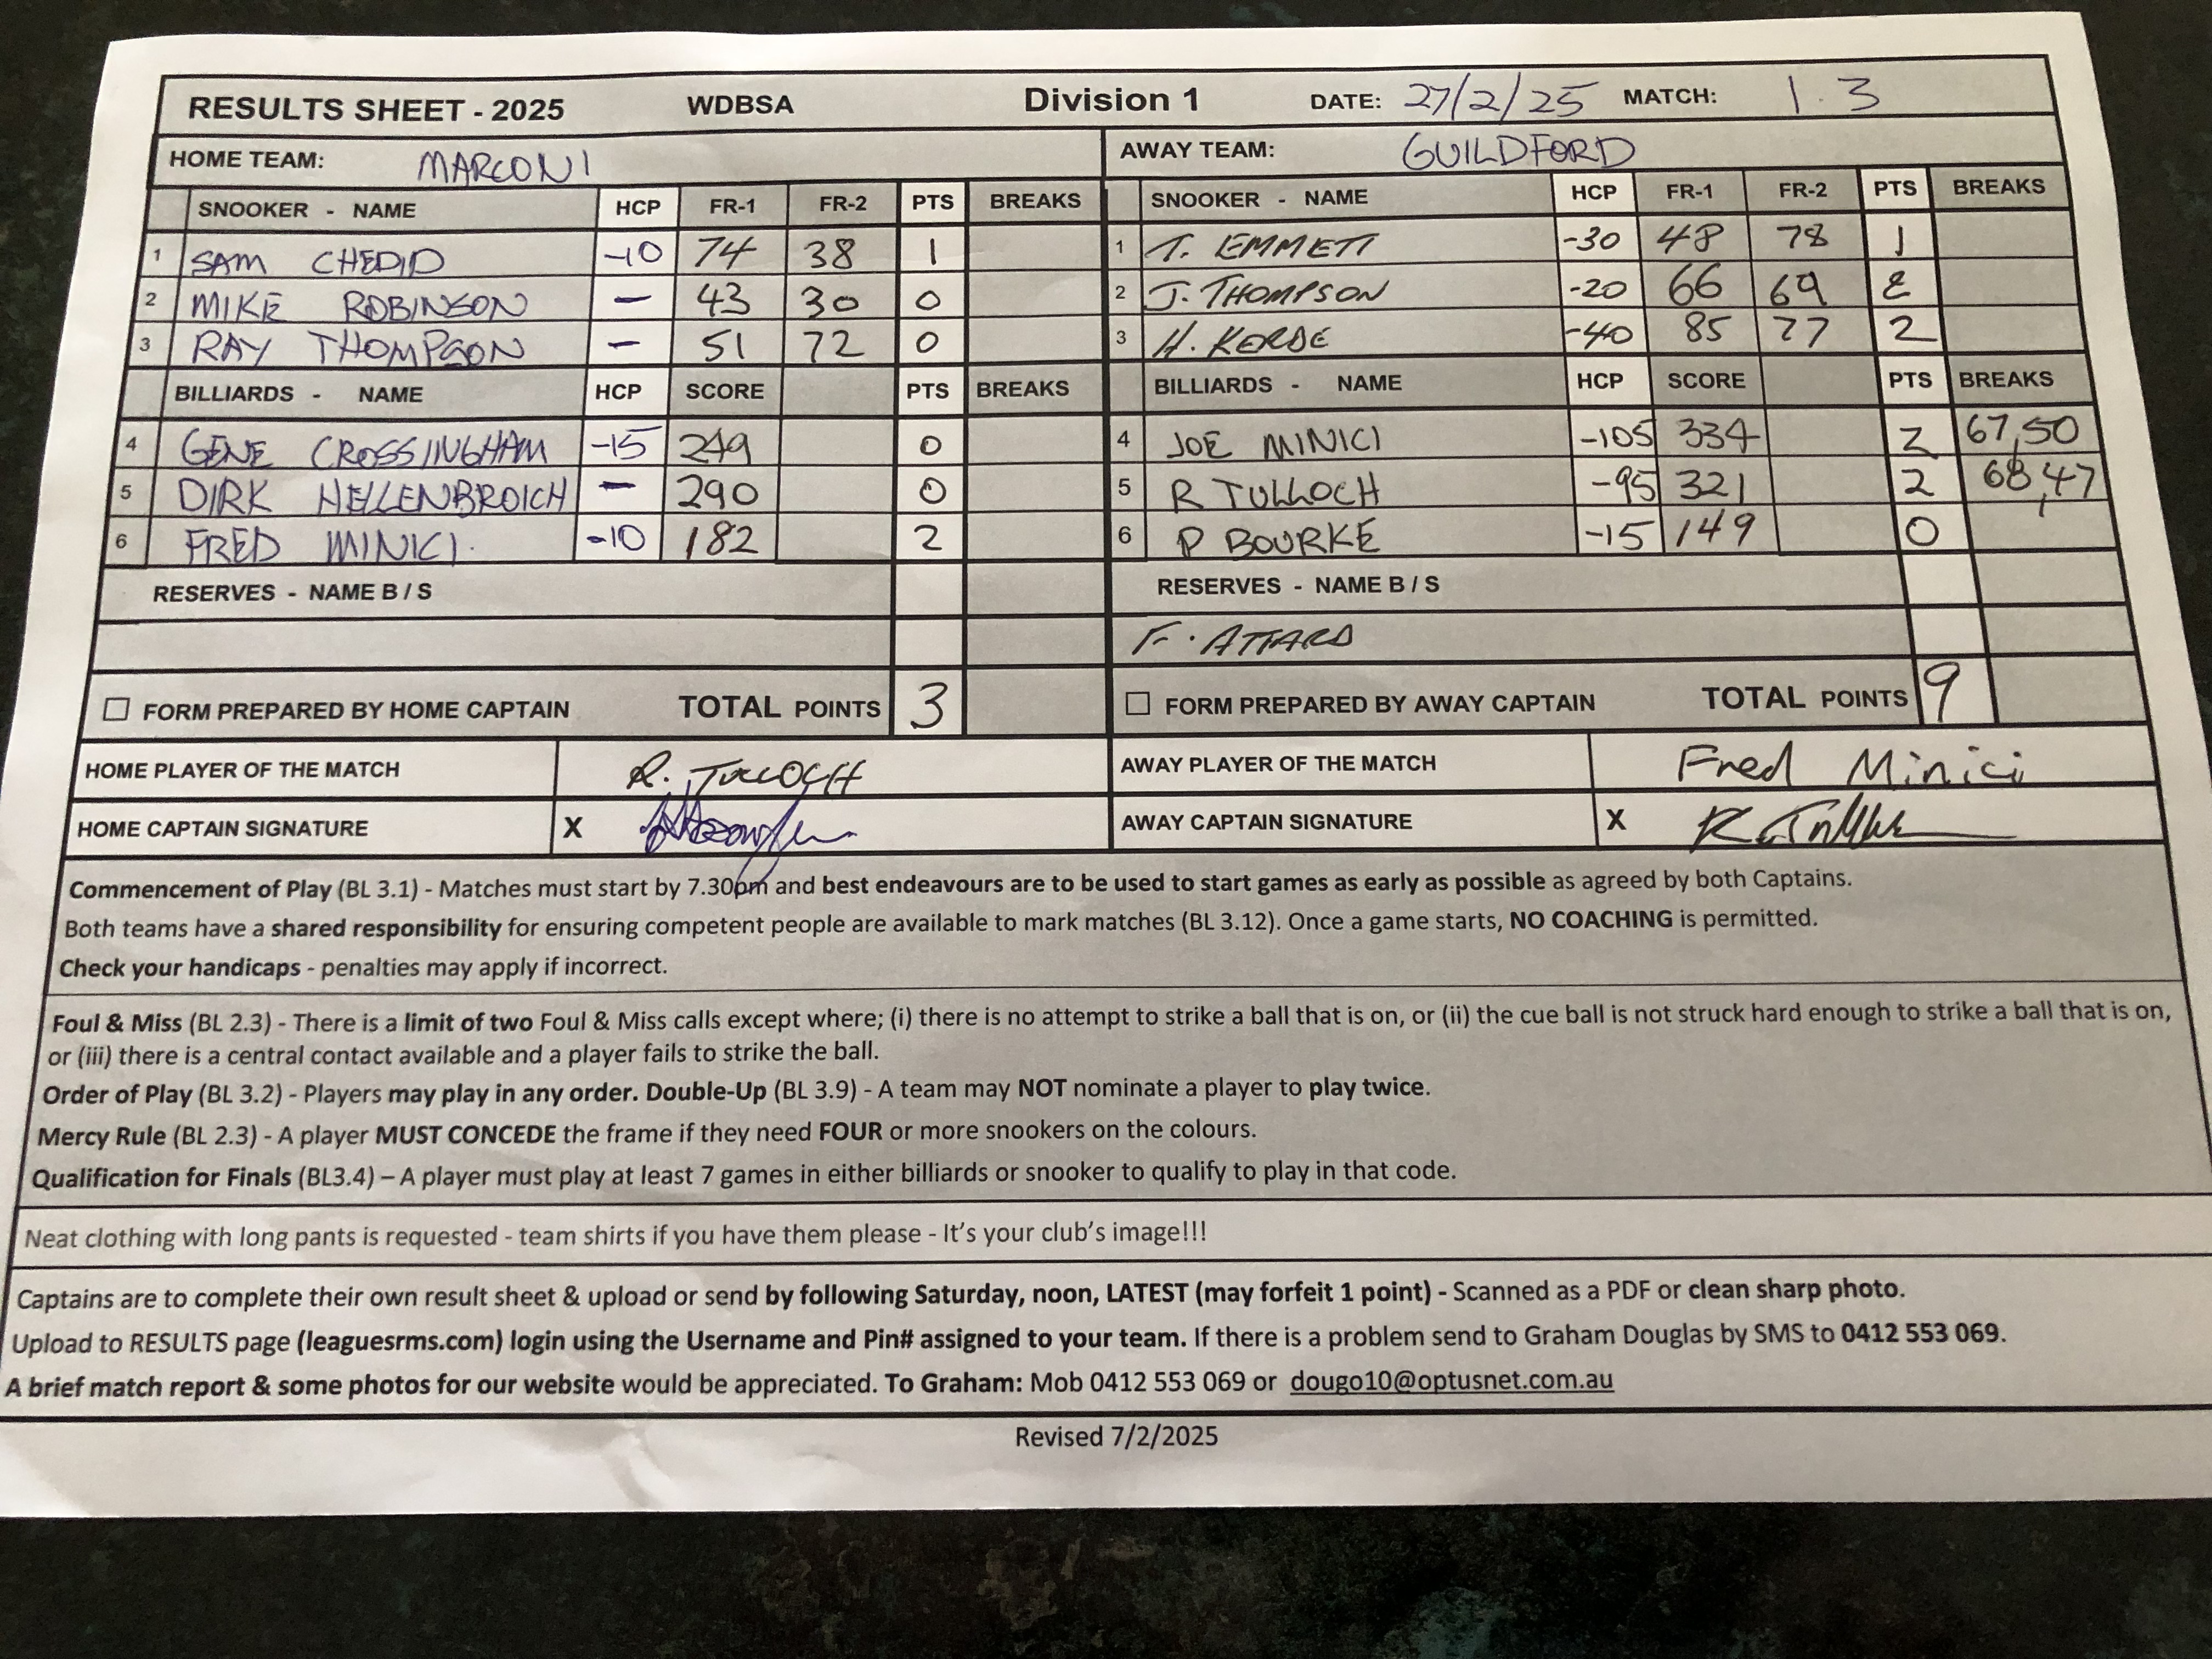 RESULTS SHEET - 2025 WDBSA Division 1 DATE: 27/2/25 MATCH: 1.3
HOME TEAM: MARCONI AWAY TEAM: GUILDFORD
SNOOKER - NAME HCP FR-1 FR-2 PTS BREAKS SNOOKER - NAME HCP FR-1 FR-2 PTS BREAKS
1 SAM CHEDID -10 74 38 1 1 T. EMMETT -30 48 78 1
2 MIKE ROBINSON - 43 30 0 2 J. THOMPSON -20 66 69 2
3 RAY THOMPSON - 51 72 0 3 H. KERDE -40 85 77 2
BILLIARDS - NAME HCP SCORE PTS BREAKS BILLIARDS - NAME HCP SCORE PTS BREAKS
4 GENE CROSSINGHAM -15 249 0 4 JOE MINICI -105 334 2 67,50
5 DIRK HELLENBROICH - 290 0 5 R TULLOCH -95 321 2 68,47
6 FRED MINICI. -10 182 2 6 P BOURKE -15 149 0
RESERVES - NAME B / S RESERVES - NAME B / S
F. ATTARD
☐ FORM PREPARED BY HOME CAPTAIN TOTAL POINTS 3 ☐ FORM PREPARED BY AWAY CAPTAIN TOTAL POINTS 9
HOME PLAYER OF THE MATCH R. TULLOCH AWAY PLAYER OF THE MATCH Fred Minici
HOME CAPTAIN SIGNATURE X AWAY CAPTAIN SIGNATURE X
Commencement of Play (BL 3.1) - Matches must start by 7.30pm and best endeavours are to be used to start games as early as possible as agreed by both Captains.
Both teams have a shared responsibility for ensuring competent people are available to mark matches (BL 3.12). Once a game starts, NO COACHING is permitted.
Check your handicaps - penalties may apply if incorrect.
Foul & Miss (BL 2.3) - There is a limit of two Foul & Miss calls except where; (i) there is no attempt to strike a ball that is on, or (ii) the cue ball is not struck hard enough to strike a ball that is on,
or (iii) there is a central contact available and a player fails to strike the ball.
Order of Play (BL 3.2) - Players may play in any order. Double-Up (BL 3.9) - A team may NOT nominate a player to play twice.
Mercy Rule (BL 2.3) - A player MUST CONCEDE the frame if they need FOUR or more snookers on the colours.
Qualification for Finals (BL3.4) – A player must play at least 7 games in either billiards or snooker to qualify to play in that code.
Neat clothing with long pants is requested - team shirts if you have them please - It's your club's image!!!
Captains are to complete their own result sheet & upload or send by following Saturday, noon, LATEST (may forfeit 1 point) - Scanned as a PDF or clean sharp photo.
Upload to RESULTS page (leaguesrms.com) login using the Username and Pin# assigned to your team. If there is a problem send to Graham Douglas by SMS to 0412 553 069.
A brief match report & some photos for our website would be appreciated. To Graham: Mob 0412 553 069 or dougo10@optusnet.com.au
Revised 7/2/2025